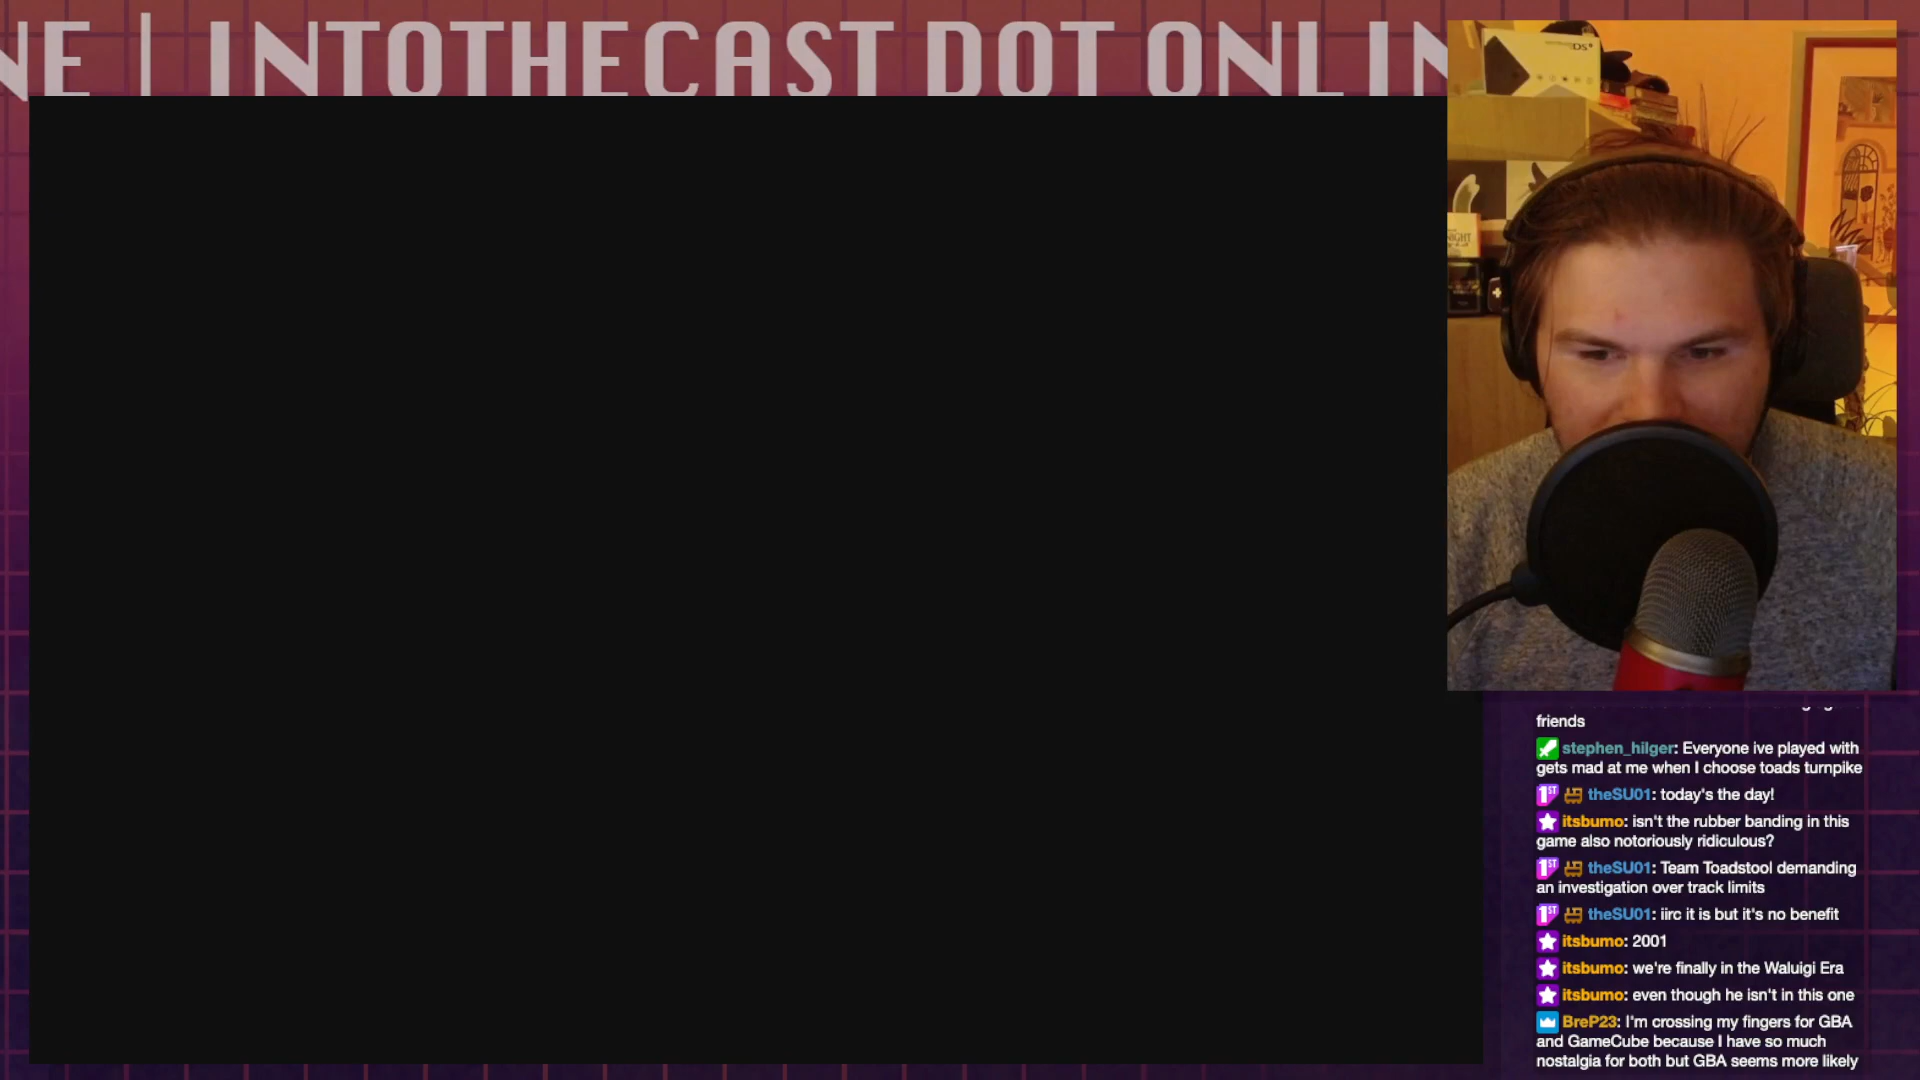 NE | INTOTHECAST DOT ONLIN
friends
stephen_hilger: Everyone ive played with
gets mad at me when I choose toads turnpike
theSU01: today's the day!
itsbumo: isn't the rubber banding in this
game also notoriously ridiculous?
theSU01: Team Toadstool demanding
an investigation over track limits
theSU01: iirc it is but it's no benefit
itsbumo: 2001
itsbumo: we're finally in the Waluigi Era
itsbumo: even though he isn't in this one
BreP23: I'm crossing my fingers for GBA
and GameCube because I have so much
nostalgia for both but GBA seems more likely